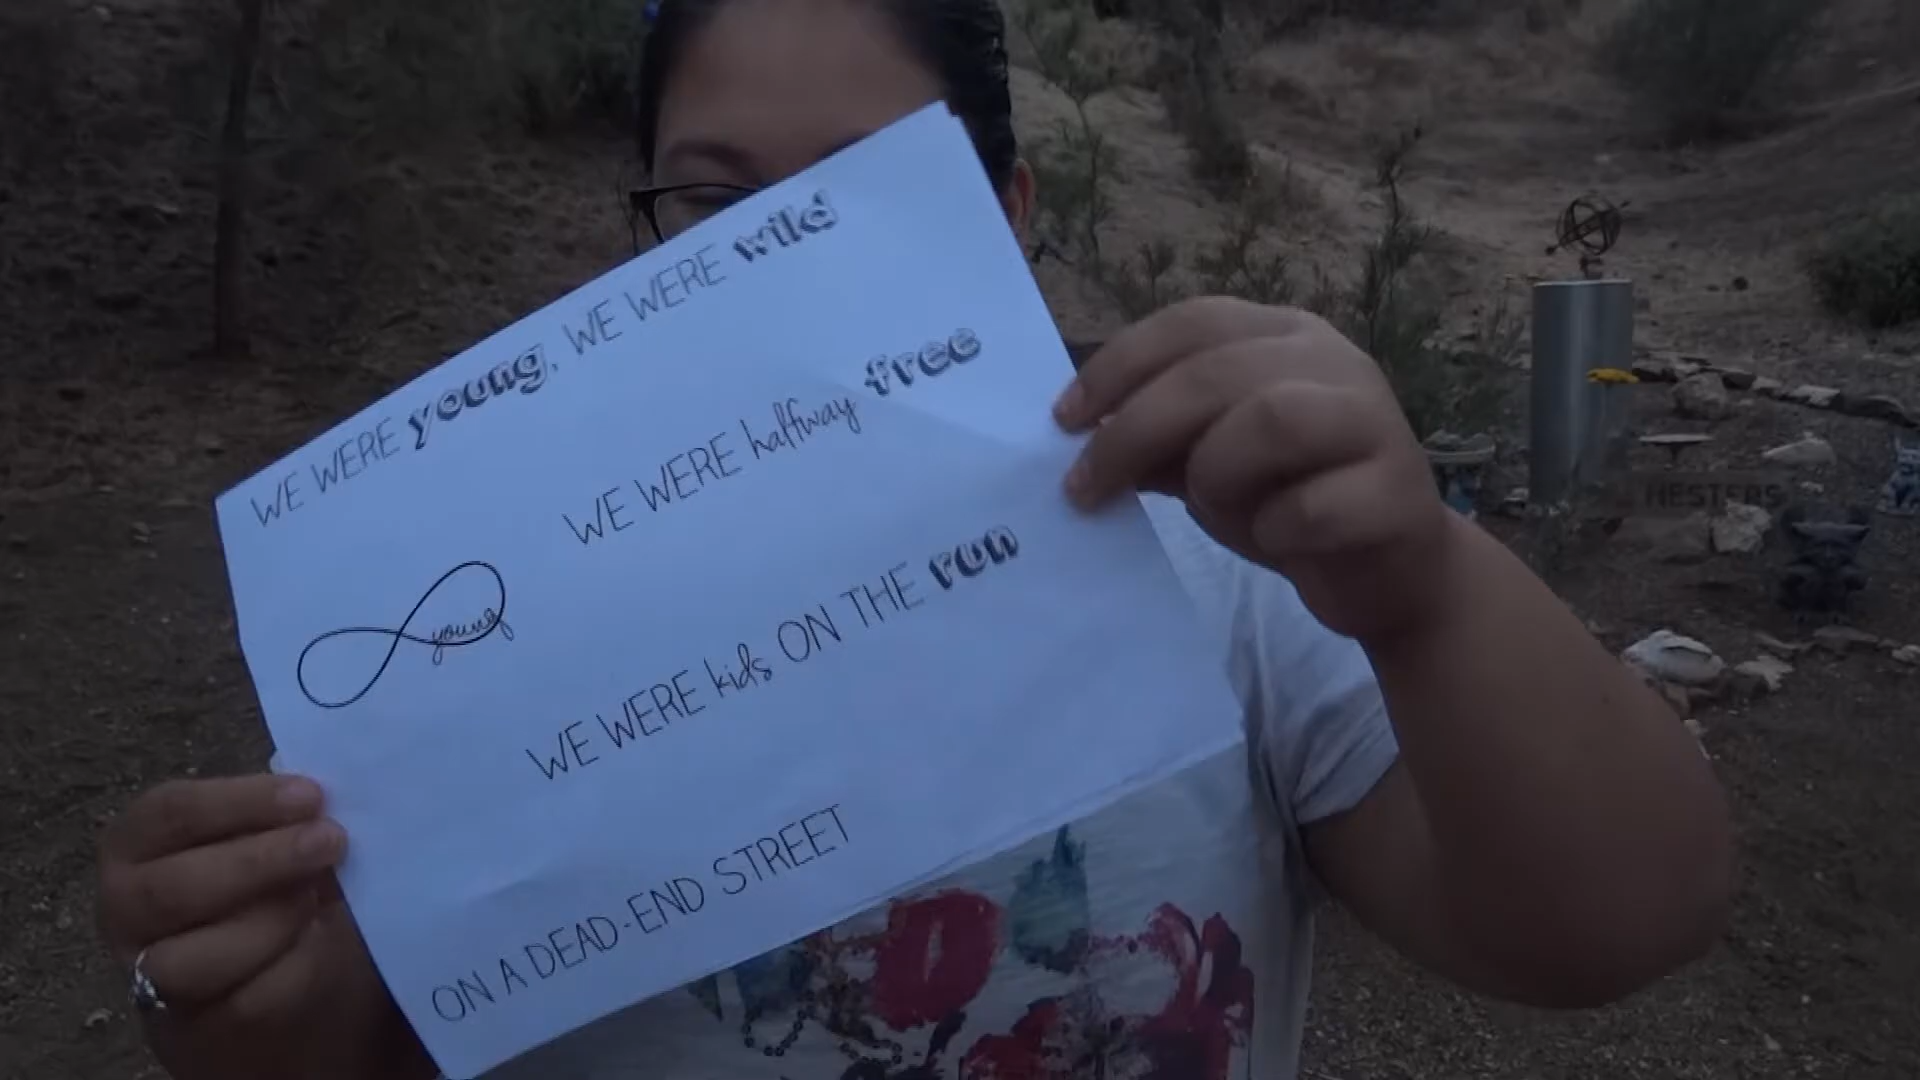 WE WERE young, WE WERE wild
WE WERE halfway free
young
WE WERE kids ON THE run
ON A DEAD-END STREET